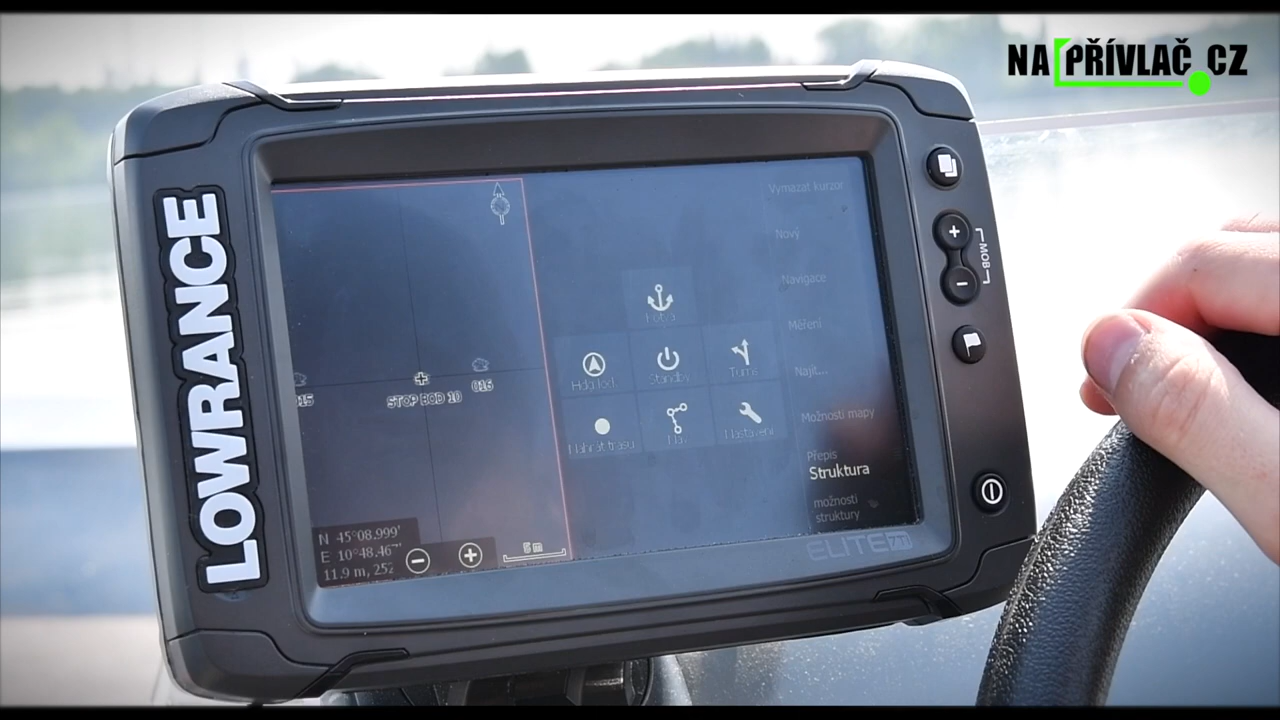 NA PŘÍVLAČ.CZ
LOWRANCE
Vymazat kurzor
Nový
Navigace
Měření
Najít...
Možnosti mapy
Přepis
Struktura
možnosti
struktury
Kotva
Hdg lock
Standby
Turns
Nahrát trasu
Nav
Nastavení
015
STOP BOD 10
016
N 45°08.999'
E 10°48.467'
11.9 m, 252
5 m
MOB
ELITE 7Ti